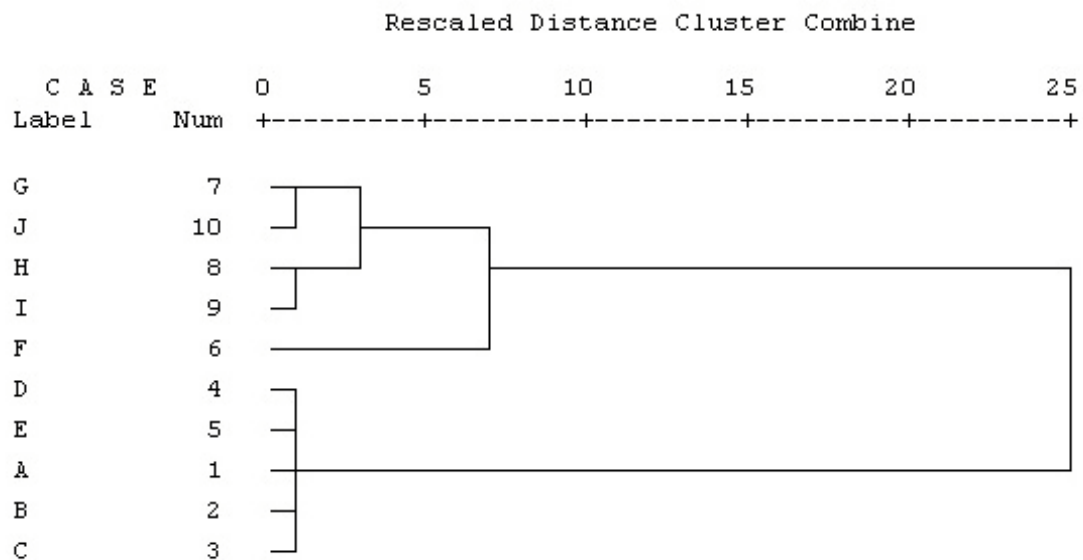 Rescaled Distance Cluster Combine
C A S E 0 5 10 15 20 25
Label Num +---------+---------+---------+---------+---------+
G 7
J 10
H 8
I 9
F 6
D 4
E 5
A 1
B 2
C 3